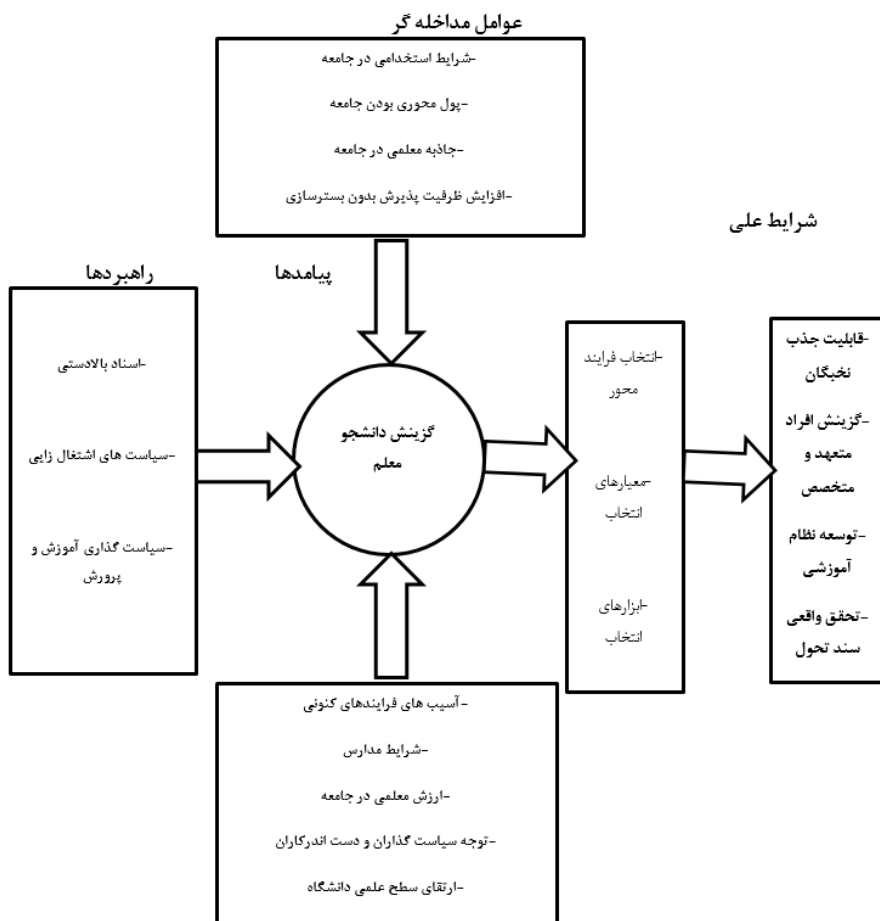 عوامل مداخله گر
-شرایط استخدامی در جامعه
-پول محوری بودن جامعه
-جاذبه معلمی در جامعه
-افزایش ظرفیت پذیرش بدون بسترسازی
شرایط علی
پیامدها
راهبردها
-قابلیت جذب
نخبگان
-گزینش افراد
متعهد و
متخصص
-توسعه نظام
آموزشی
-تحقق واقعی
سند تحول
-انتخاب فرایند
محور
-معیارهای
انتخاب
-ابزارهای
انتخاب
گزینش دانشجو
معلم
-اسناد بالادستی
-سیاست های اشتغال زایی
-سیاست گذاری آموزش و
پرورش
-آسیب های فرایندهای کنونی
-شرایط مدارس
-ارزش معلمی در جامعه
-توجه سیاست گذاران و دست اندرکاران
-ارتقای سطح علمی دانشگاه